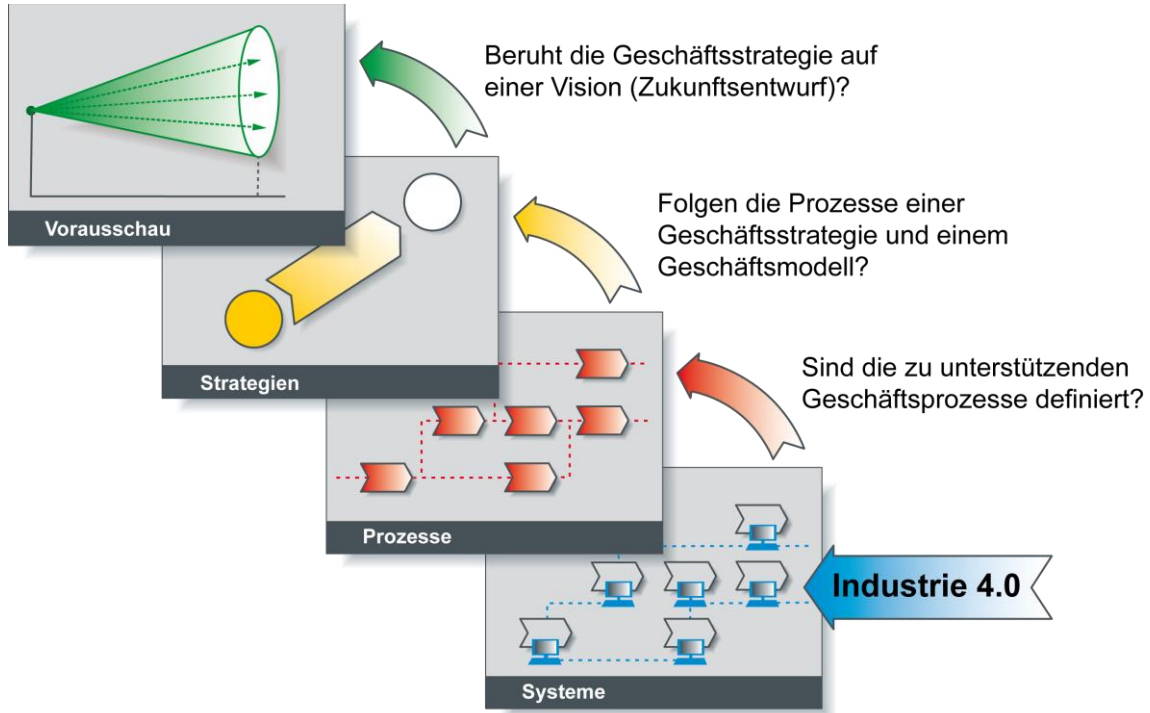 Beruht die Geschäftsstrategie auf
einer Vision (Zukunftsentwurf)?
Vorausschau
Folgen die Prozesse einer
Geschäftsstrategie und einem
Geschäftsmodell?
Strategien
Sind die zu unterstützenden
Geschäftsprozesse definiert?
Prozesse
Industrie 4.0
Systeme